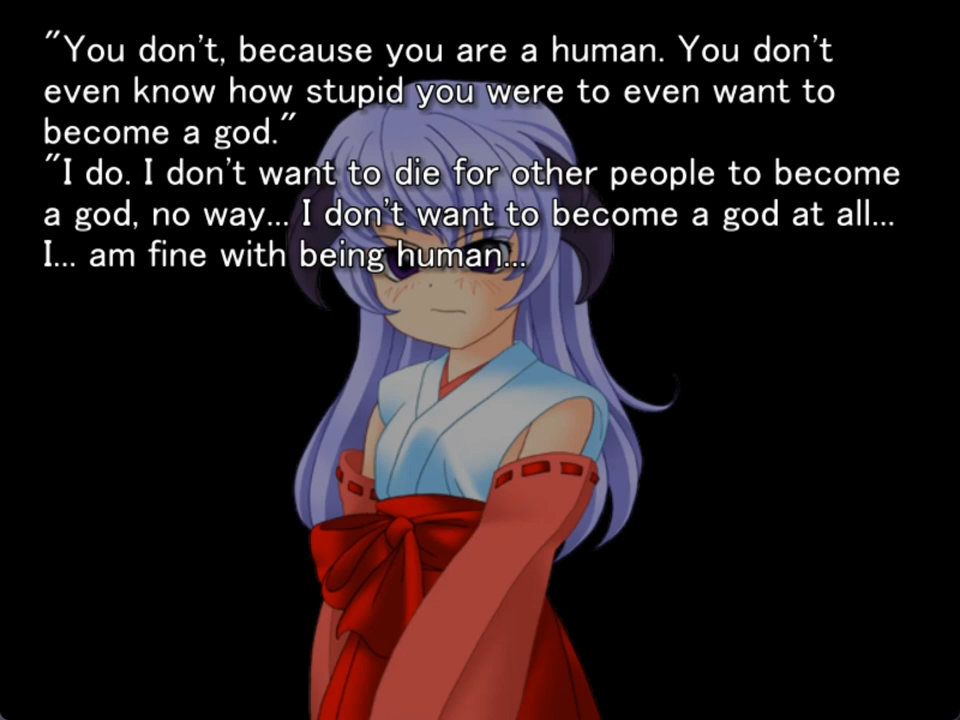 "You don't, because you are a human. You don't
even know how stupid you were to even want to
become a god."
"I do. I don't want to die for other people to become
a god, no way... I don't want to become a god at all...
I... am fine with being human...